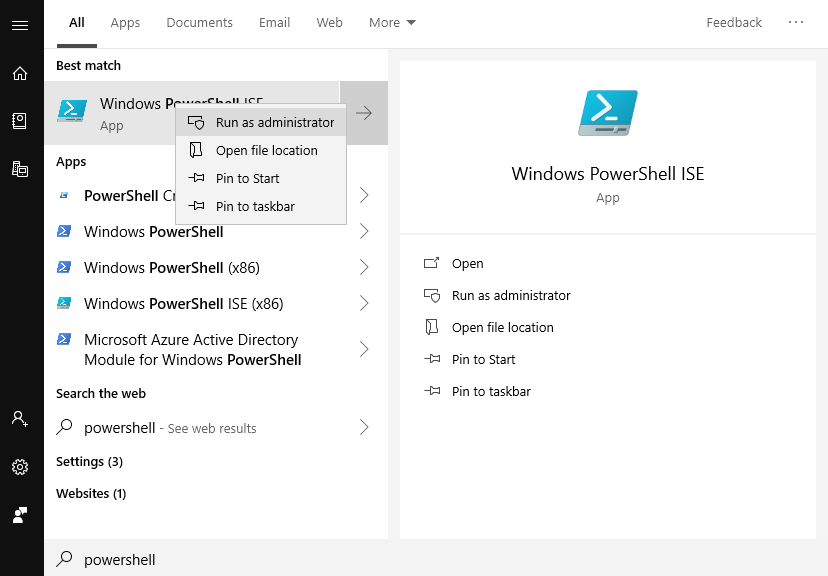 All Apps Documents Email Web More Feedback ...
Best match
Windows PowerShell ISE
App
Run as administrator
Open file location
Pin to Start
Pin to taskbar
Apps
PowerShell
Windows PowerShell
Windows PowerShell (x86)
Windows PowerShell ISE (x86)
Microsoft Azure Active Directory
Module for Windows PowerShell
Search the web
powershell - See web results
Settings (3)
Websites (1)
powershell
Windows PowerShell ISE
App
Open
Run as administrator
Open file location
Pin to Start
Pin to taskbar